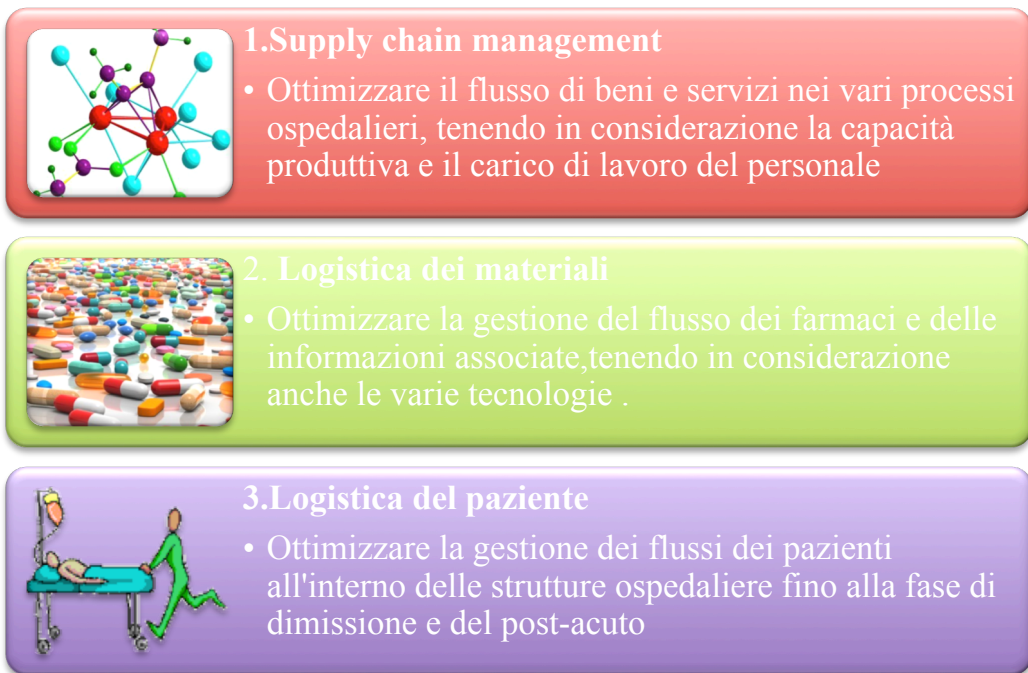 1.Supply chain management
• Ottimizzare il flusso di beni e servizi nei vari processi
ospedalieri, tenendo in considerazione la capacità
produttiva e il carico di lavoro del personale
2. Logistica dei materiali
• Ottimizzare la gestione del flusso dei farmaci e delle
informazioni associate,tenendo in considerazione
anche le varie tecnologie .
3.Logistica del paziente
• Ottimizzare la gestione dei flussi dei pazienti
all'interno delle strutture ospedaliere fino alla fase di
dimissione e del post-acuto